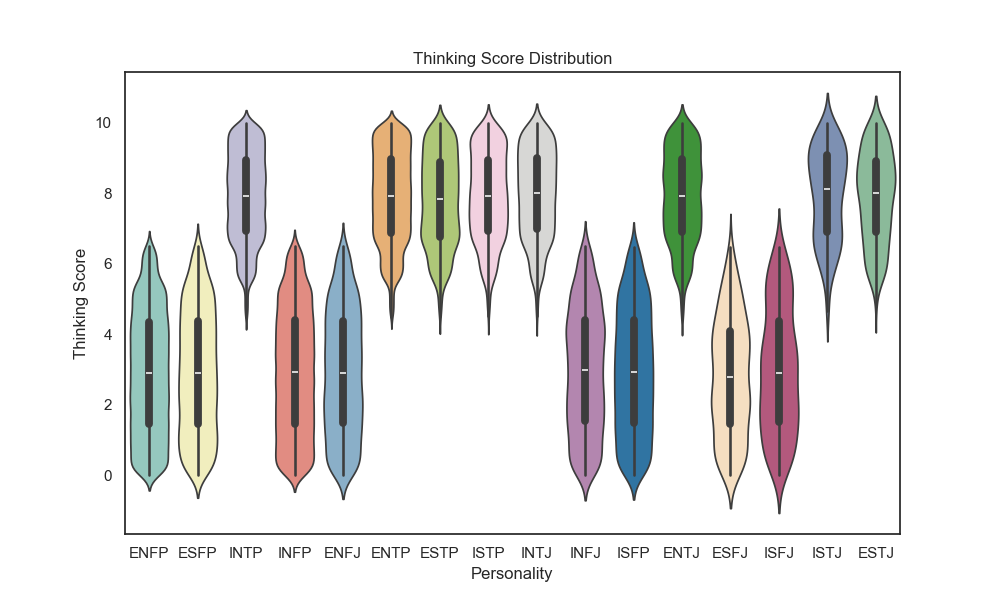 Thinking Score Distribution
10
8
6
4
2
0
Thinking Score
ENFP ESFP INTP INFP ENFJ ENTP ESTP ISTP INTJ INFJ ISFP ENTJ ESFJ ISFJ ISTJ ESTJ
Personality